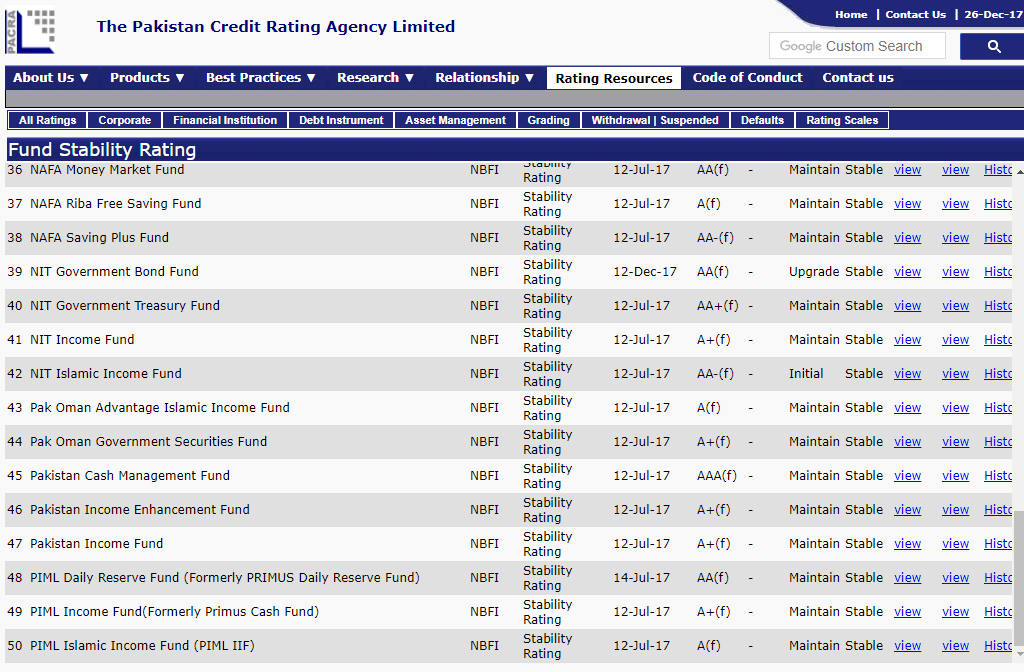 PACRA
The Pakistan Credit Rating Agency Limited
Home | Contact Us | 26-Dec-17
Google Custom Search
About Us ▼ Products ▼ Best Practices ▼ Research ▼ Relationship ▼ Rating Resources Code of Conduct Contact us
All Ratings Corporate Financial Institution Debt Instrument Asset Management Grading Withdrawal | Suspended Defaults Rating Scales
Fund Stability Rating
36 NAFA Money Market Fund NBFI Stability Rating 12-Jul-17 AA(f) - Maintain Stable view view Histo
37 NAFA Riba Free Saving Fund NBFI Stability Rating 12-Jul-17 A(f) - Maintain Stable view view Histo
38 NAFA Saving Plus Fund NBFI Stability Rating 12-Jul-17 AA-(f) - Maintain Stable view view Histo
39 NIT Government Bond Fund NBFI Stability Rating 12-Dec-17 AA(f) - Upgrade Stable view view Histo
40 NIT Government Treasury Fund NBFI Stability Rating 12-Jul-17 AA+(f) - Maintain Stable view view Histo
41 NIT Income Fund NBFI Stability Rating 12-Jul-17 A+(f) - Maintain Stable view view Histo
42 NIT Islamic Income Fund NBFI Stability Rating 12-Jul-17 AA-(f) - Initial Stable view view Histo
43 Pak Oman Advantage Islamic Income Fund NBFI Stability Rating 12-Jul-17 A(f) - Maintain Stable view view Histo
44 Pak Oman Government Securities Fund NBFI Stability Rating 12-Jul-17 A+(f) - Maintain Stable view view Histo
45 Pakistan Cash Management Fund NBFI Stability Rating 12-Jul-17 AAA(f) - Maintain Stable view view Histo
46 Pakistan Income Enhancement Fund NBFI Stability Rating 12-Jul-17 A+(f) - Maintain Stable view view Histo
47 Pakistan Income Fund NBFI Stability Rating 12-Jul-17 A+(f) - Maintain Stable view view Histo
48 PIML Daily Reserve Fund (Formerly PRIMUS Daily Reserve Fund) NBFI Stability Rating 14-Jul-17 AA(f) - Maintain Stable view view Histo
49 PIML Income Fund(Formerly Primus Cash Fund) NBFI Stability Rating 12-Jul-17 A+(f) - Maintain Stable view view Histo
50 PIML Islamic Income Fund (PIML IIF) NBFI Stability Rating 12-Jul-17 A(f) - Maintain Stable view view Histo